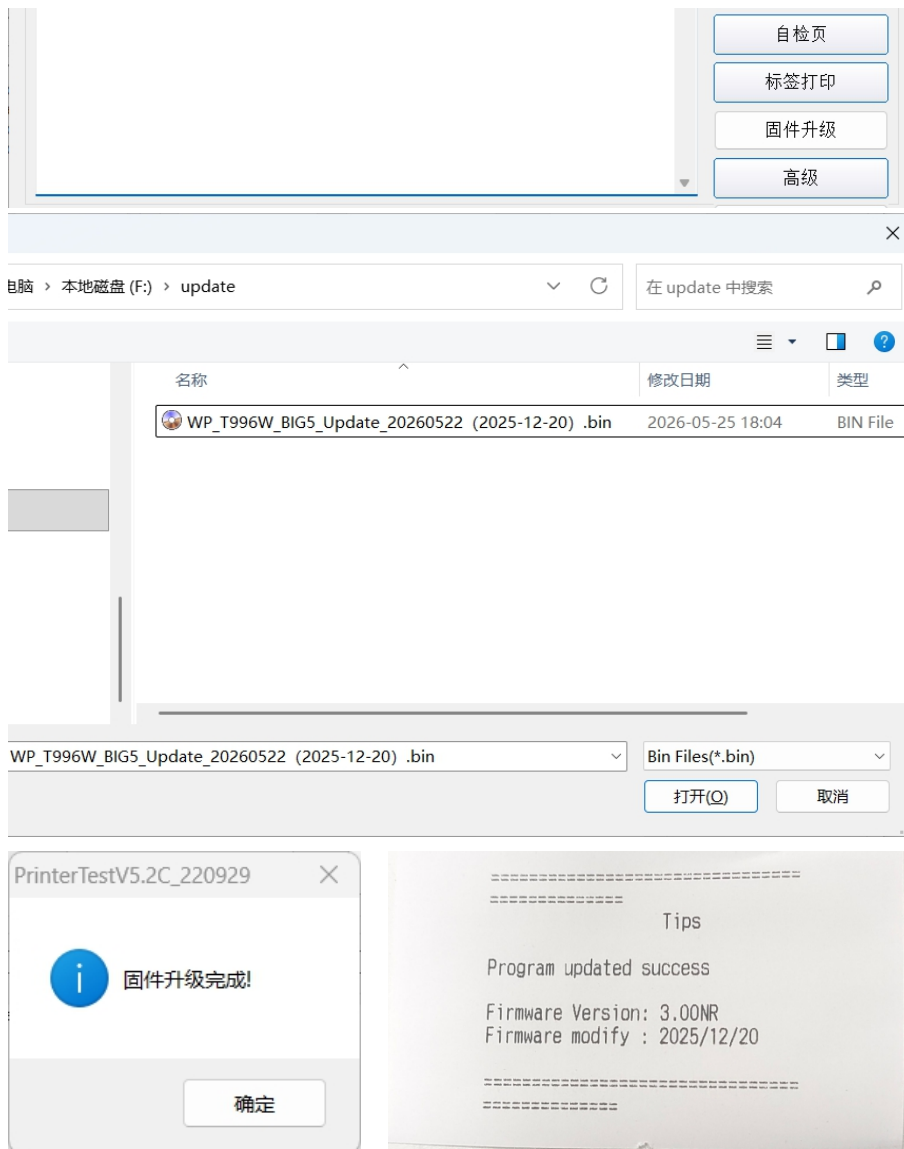 自检页
标签打印
固件升级
高级
电脑 > 本地磁盘 (F:) > update
在 update 中搜索
名称
修改日期
类型
WP_T996W_BIG5_Update_20260522 (2025-12-20) .bin
2026-05-25 18:04
BIN File
WP_T996W_BIG5_Update_20260522 (2025-12-20) .bin
Bin Files(*.bin)
打开(O)
取消
PrinterTestV5.2C_220929
固件升级完成!
确定
================================
==============
Tips
Program updated success
Firmware Version: 3.00NR
Firmware modify : 2025/12/20
================================
==============